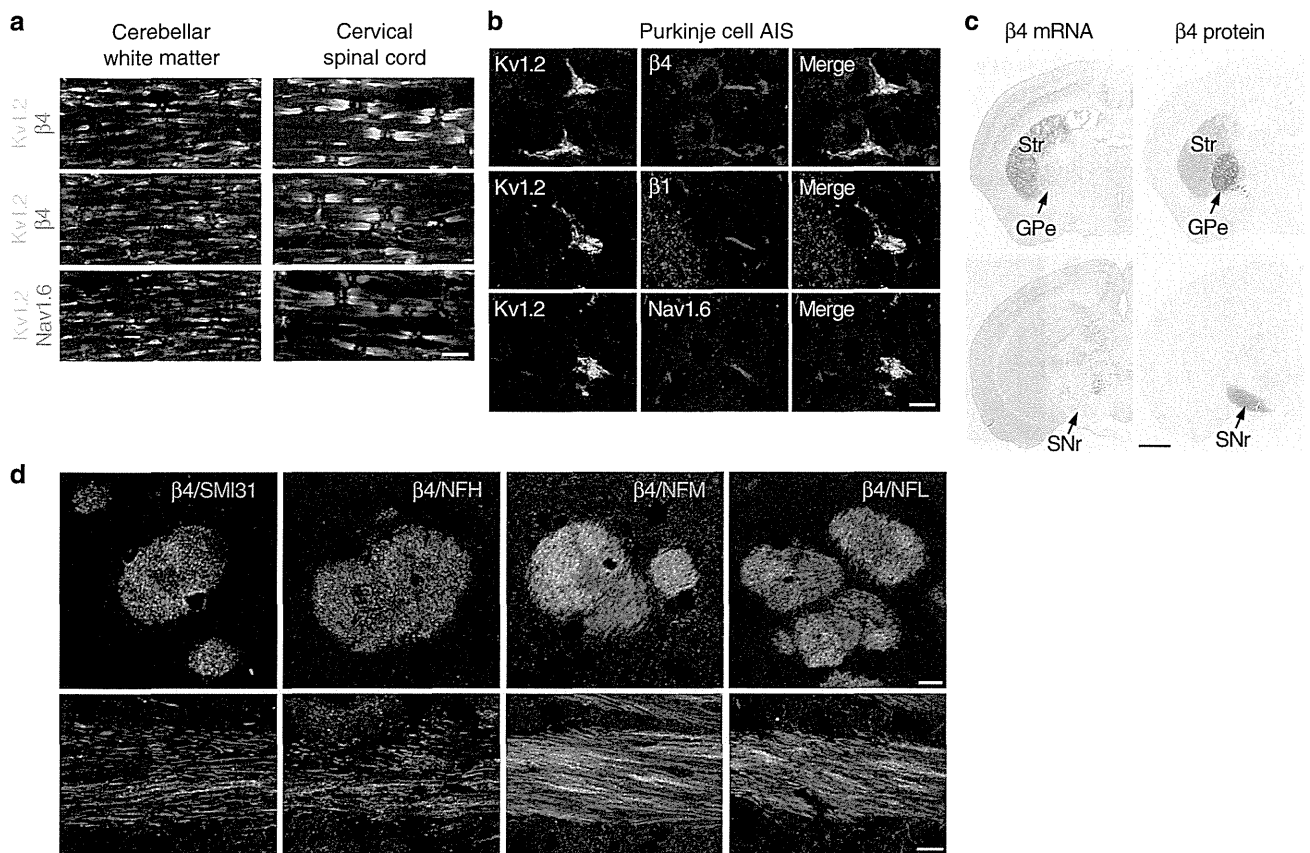 a
Cerebellar
white matter
Cervical
spinal cord
Kv1.2
β4
Kv1.2
β4
Kv1.2
Nav1.6
b
Purkinje cell AIS
Kv1.2 β4 Merge
Kv1.2 β1 Merge
Kv1.2 Nav1.6 Merge
c
β4 mRNA β4 protein
Str Str
GPe GPe
SNr SNr
d
β4/SMI31 β4/NFH β4/NFM β4/NFL